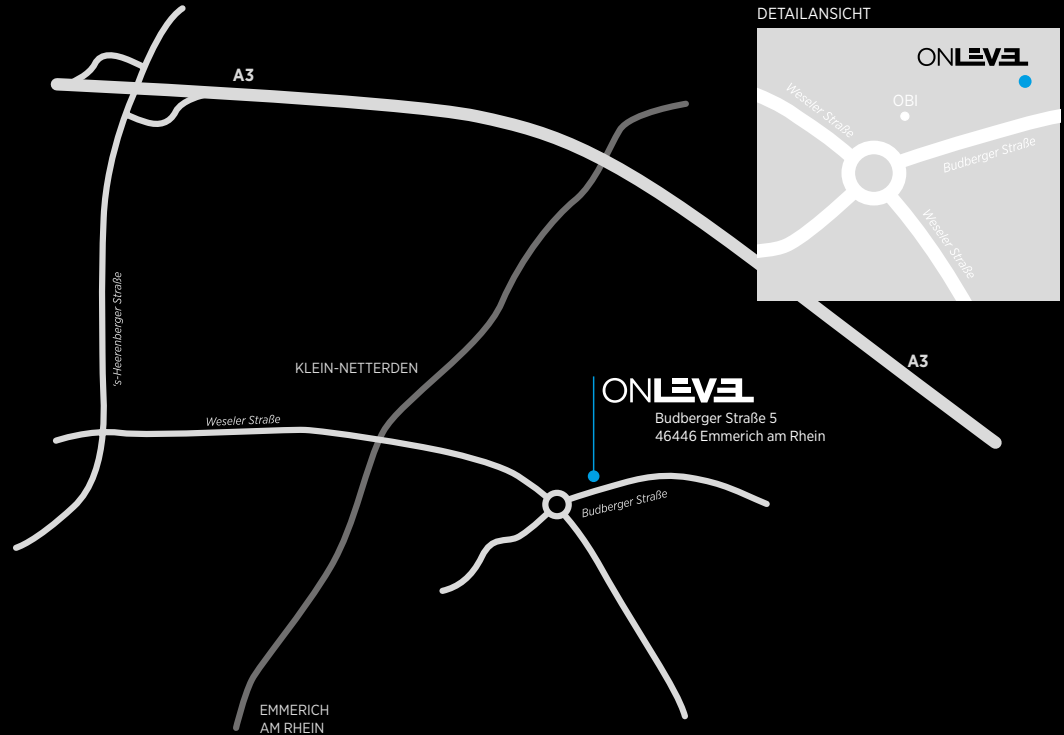 DETAILANSICHT
ONLEVEL
OBI
Weseler Straße
Budberger Straße
Weseler Straße
A3
's-Heerenberger Straße
KLEIN-NETTERDEN
A3
ONLEVEL
Budberger Straße 5
46446 Emmerich am Rhein
Weseler Straße
Budberger Straße
EMMERICH
AM RHEIN